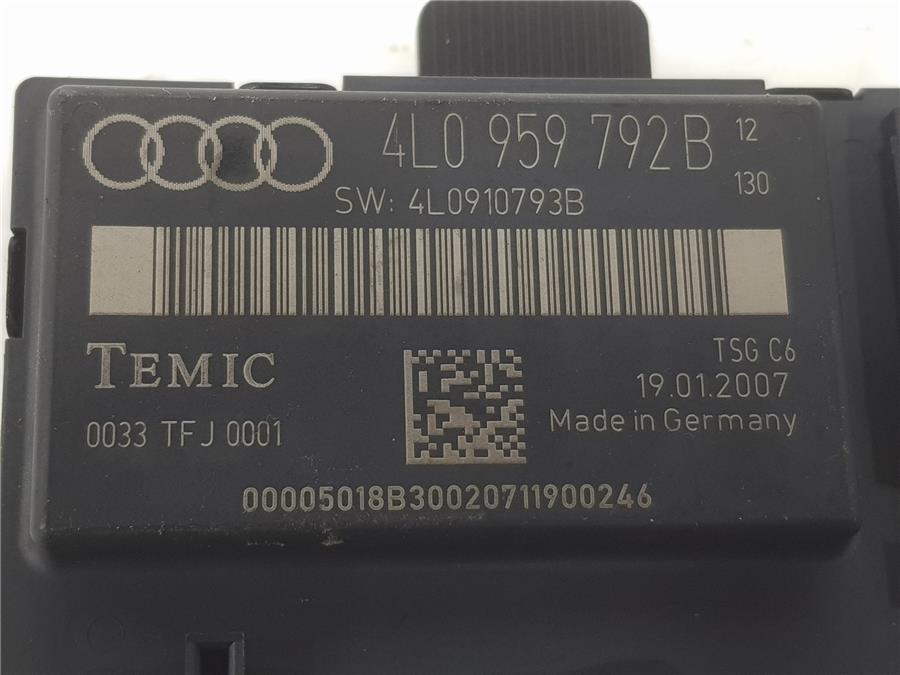 4L0 959 792B 12
130
SW: 4L0910793B
TEMIC
TSG C6
19.01.2007
0033 TFJ 0001
Made in Germany
00005018B30020711900246